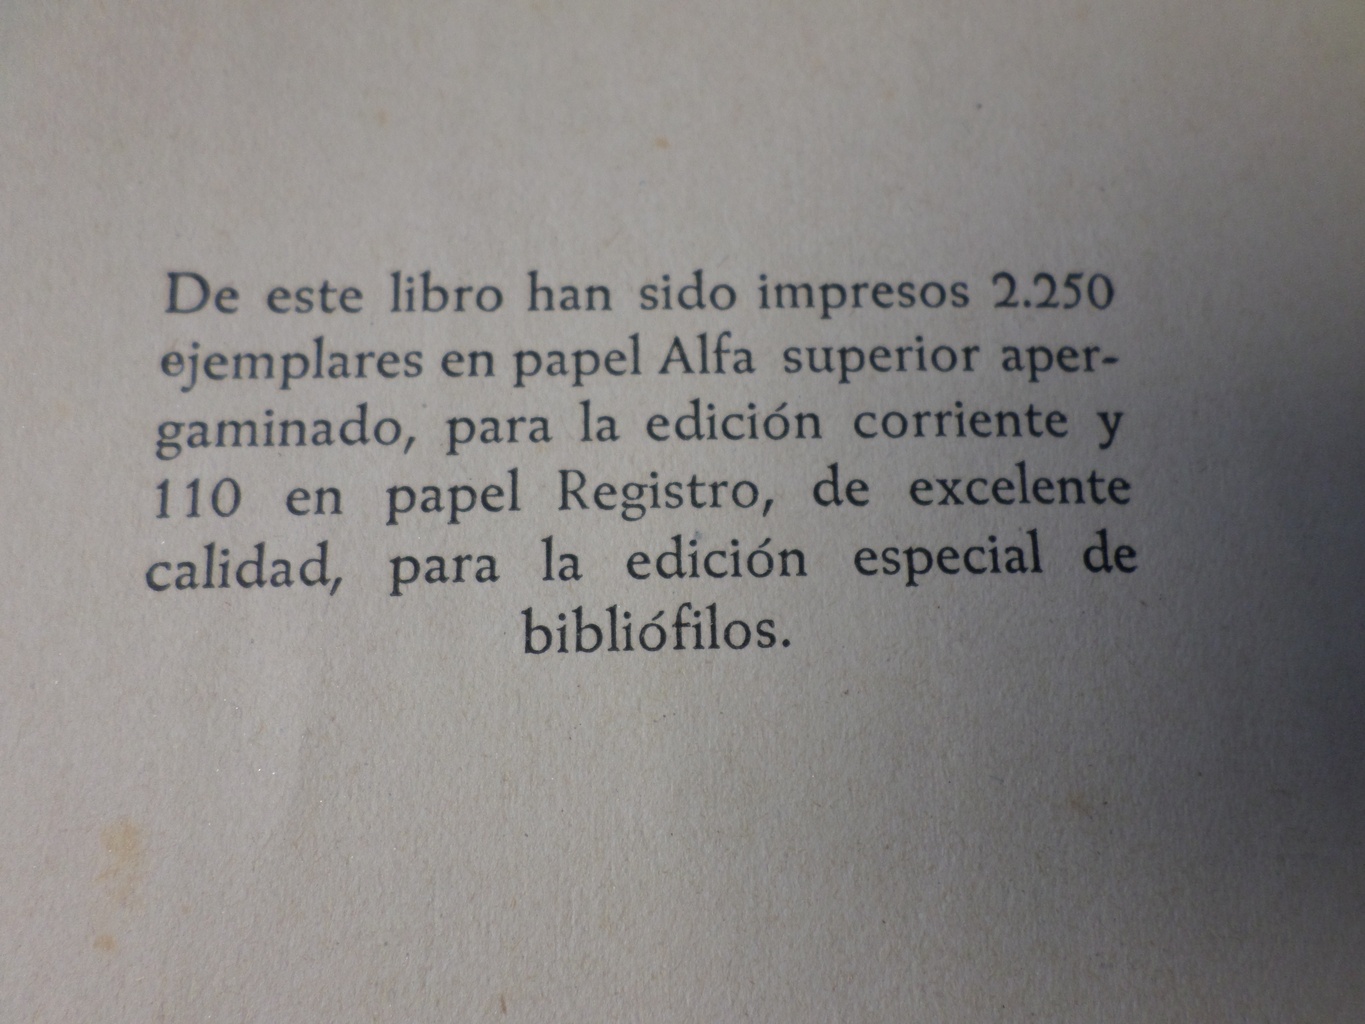 De este libro han sido impresos 2.250
ejemplares en papel Alfa superior aper-
gaminado, para la edición corriente y
110 en papel Registro, de excelente
calidad, para la edición especial de
bibliófilos.